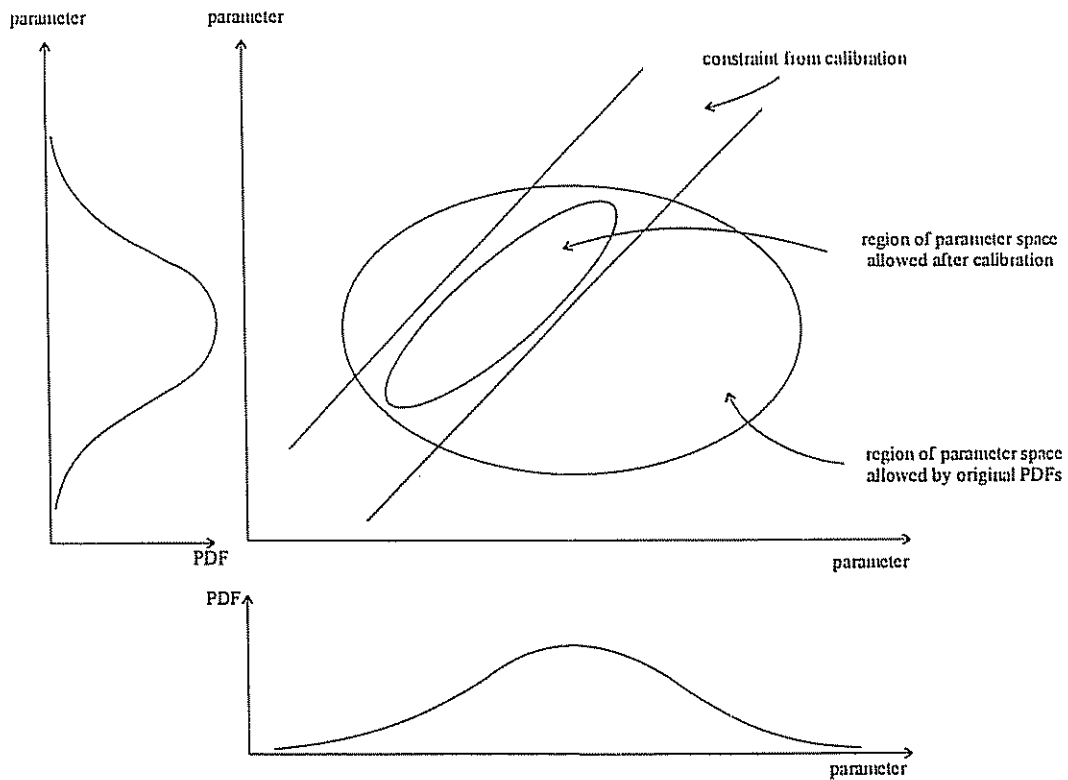 parameter
parameter
constraint from calibration
region of parameter space
allowed after calibration
region of parameter space
allowed by original PDFs
PDF
parameter
PDF
parameter